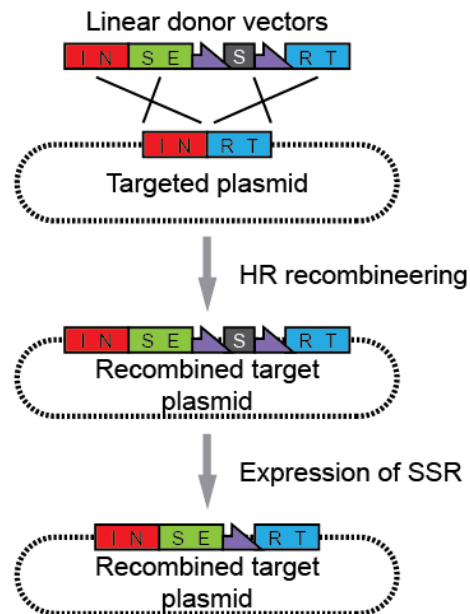 Linear donor vectors
I N S E S R T
I N R T
Targeted plasmid
HR recombineering
I N S E S R T
Recombined target
plasmid
Expression of SSR
I N S E R T
Recombined target
plasmid